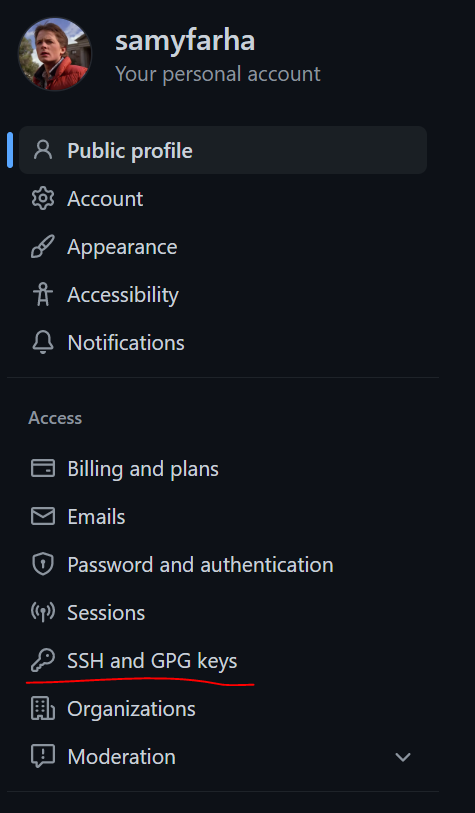 samyfarha
Your personal account
Public profile
Account
Appearance
Accessibility
Notifications
Access
Billing and plans
Emails
Password and authentication
Sessions
SSH and GPG keys
Organizations
Moderation